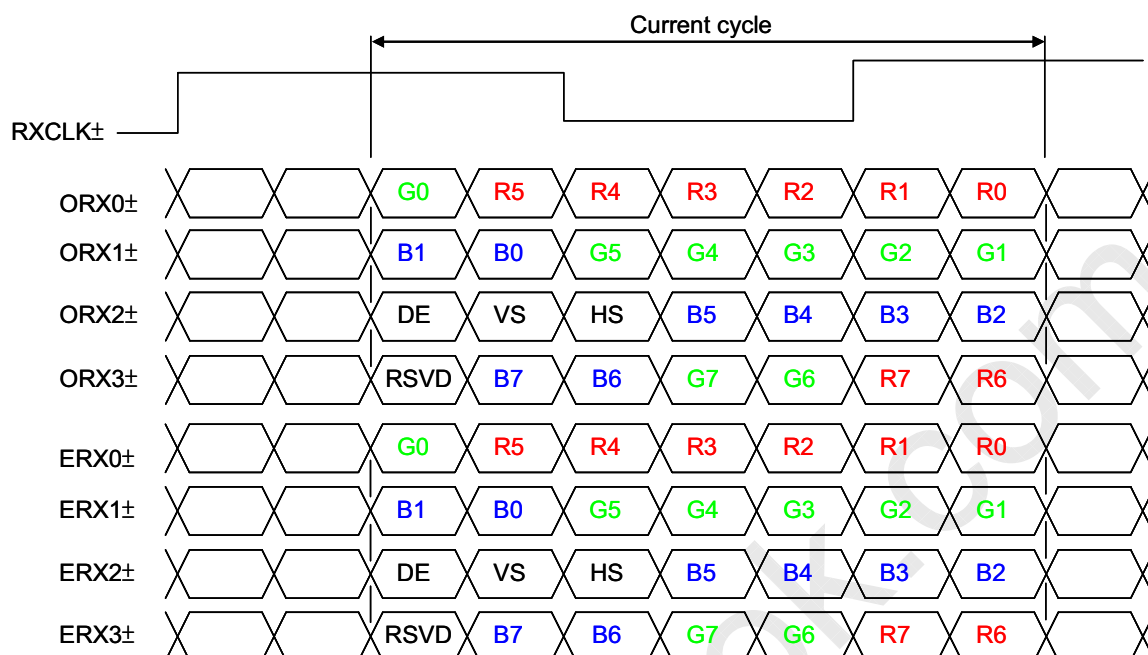 Current cycle
RXCLK±
ORX0± G0 R5 R4 R3 R2 R1 R0
ORX1± B1 B0 G5 G4 G3 G2 G1
ORX2± DE VS HS B5 B4 B3 B2
ORX3± RSVD B7 B6 G7 G6 R7 R6
ERX0± G0 R5 R4 R3 R2 R1 R0
ERX1± B1 B0 G5 G4 G3 G2 G1
ERX2± DE VS HS B5 B4 B3 B2
ERX3± RSVD B7 B6 G7 G6 R7 R6
ok.com